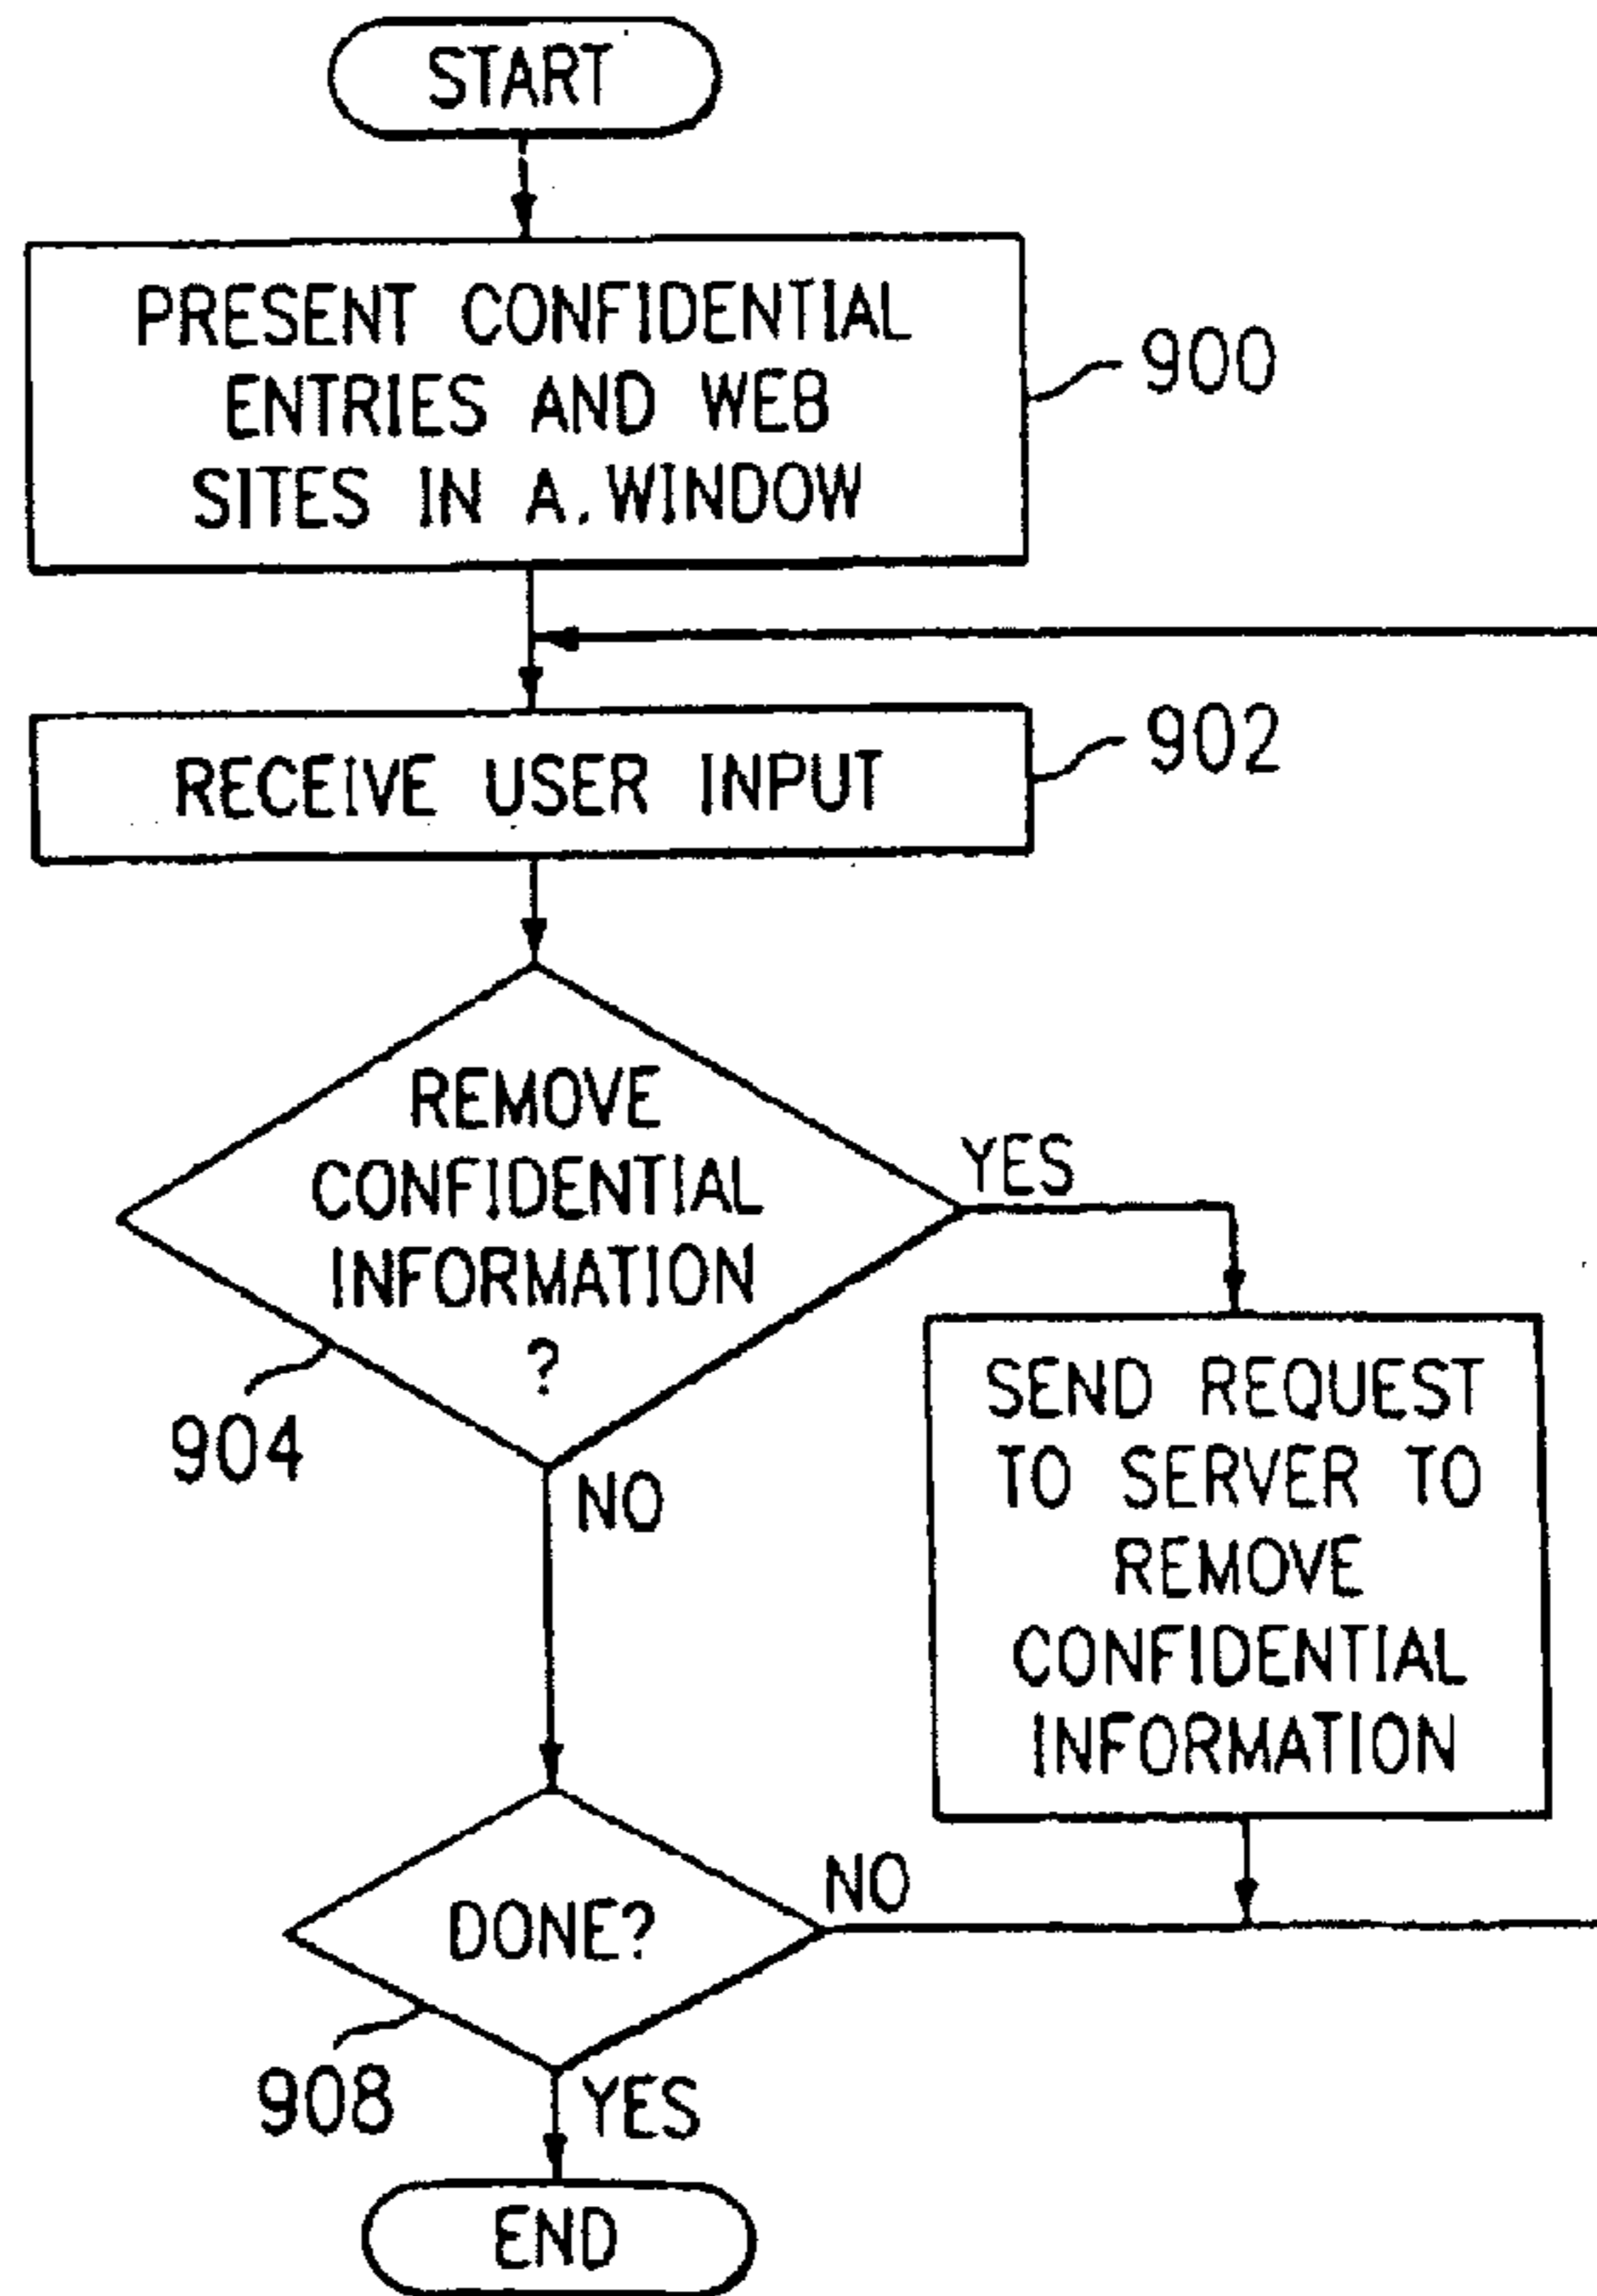 START
PRESENT CONFIDENTIAL
ENTRIES AND WEB
SITES IN A WINDOW
900
RECEIVE USER INPUT
902
REMOVE
CONFIDENTIAL
INFORMATION
?
904
YES
NO
SEND REQUEST
TO SERVER TO
REMOVE
CONFIDENTIAL
INFORMATION
DONE?
NO
908
YES
END